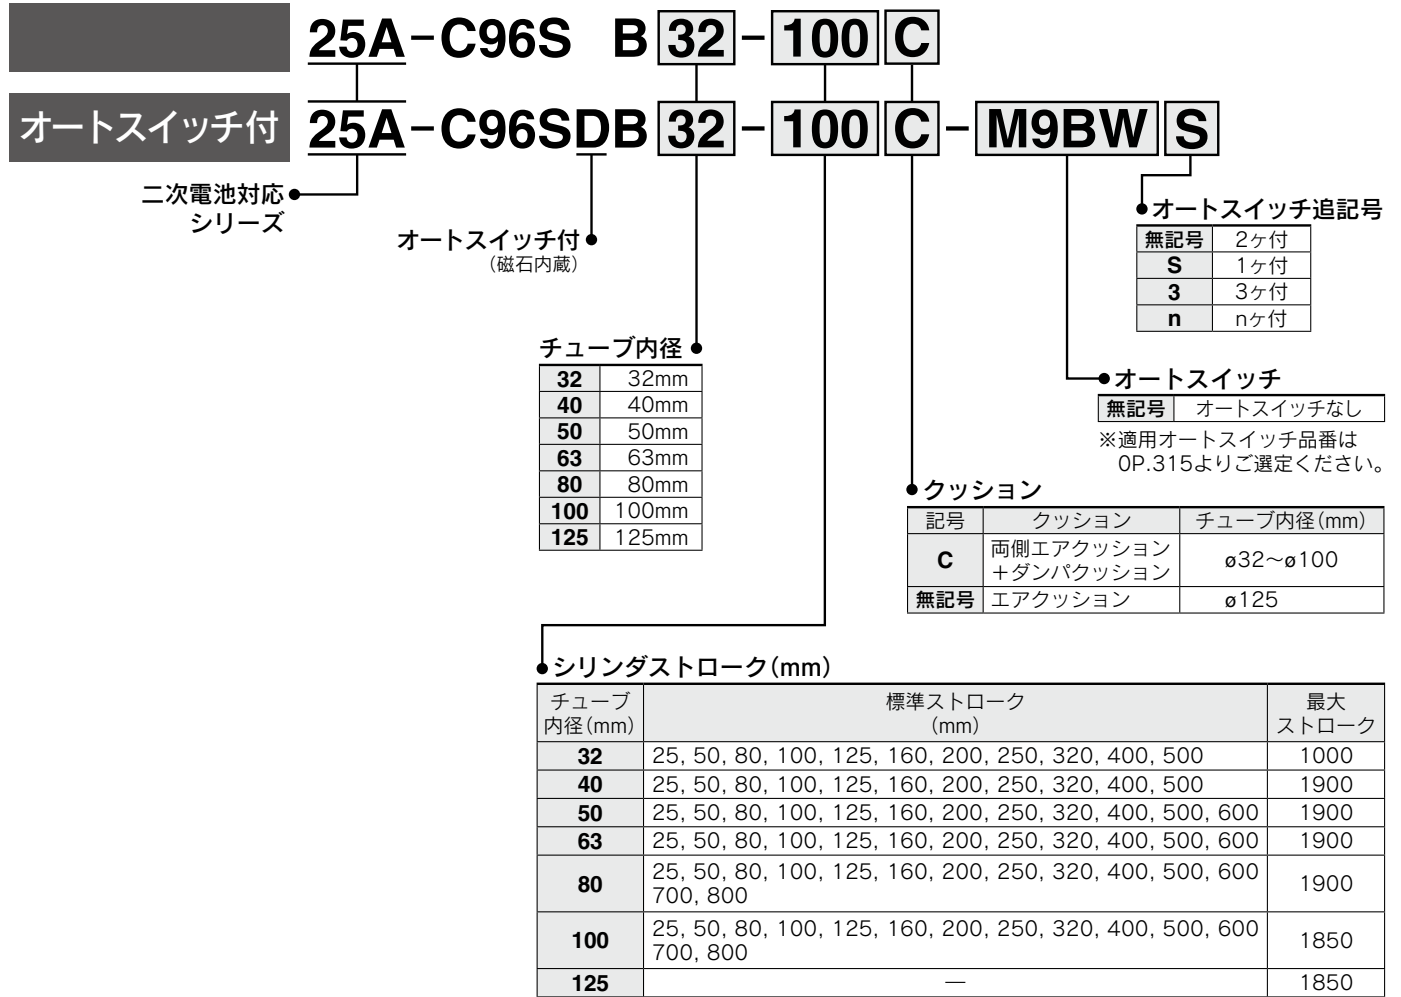 25A-C96S B 32-100 C
オートスイッチ付 25A-C96SDB 32-100 C-M9BW S
二次電池対応
シリーズ
オートスイッチ付
(磁石内蔵)
オートスイッチ追記号
無記号 2ヶ付
S 1ヶ付
3 3ヶ付
n nヶ付
チューブ内径
32 32mm
40 40mm
50 50mm
63 63mm
80 80mm
100 100mm
125 125mm
オートスイッチ
無記号 オートスイッチなし
※適用オートスイッチ品番は
0P.315よりご選定ください。
クッション
記号 クッション チューブ内径(mm)
C 両側エアクッション
+ダンパクッション ø32~ø100
無記号 エアクッション ø125
シリンダストローク(mm)
チューブ
内径(mm) 標準ストローク
(mm) 最大
ストローク
32 25, 50, 80, 100, 125, 160, 200, 250, 320, 400, 500 1000
40 25, 50, 80, 100, 125, 160, 200, 250, 320, 400, 500 1900
50 25, 50, 80, 100, 125, 160, 200, 250, 320, 400, 500, 600 1900
63 25, 50, 80, 100, 125, 160, 200, 250, 320, 400, 500, 600 1900
80 25, 50, 80, 100, 125, 160, 200, 250, 320, 400, 500, 600
700, 800 1900
100 25, 50, 80, 100, 125, 160, 200, 250, 320, 400, 500, 600
700, 800 1850
125 — 1850